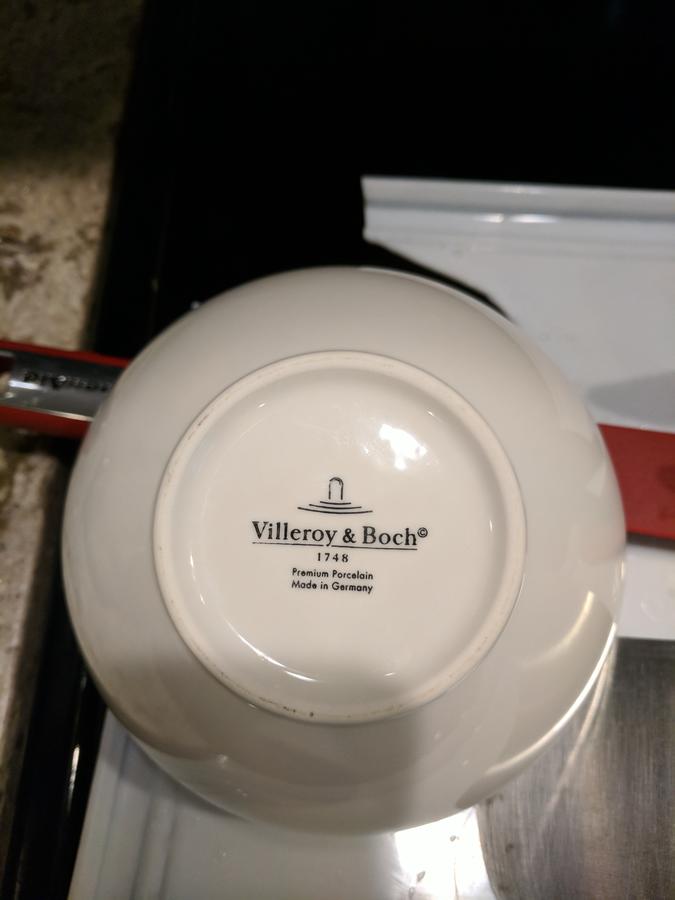 Villeroy & Boch©
1748
Premium Porcelain
Made in Germany